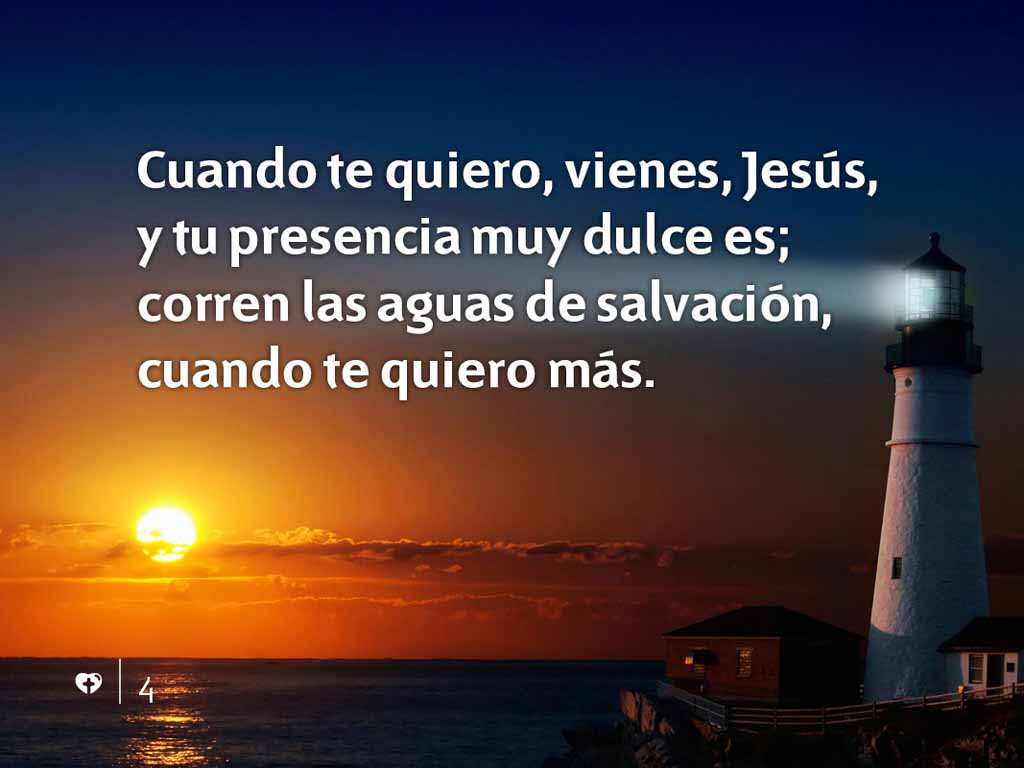 Cuando te quiero, vienes, Jesús,
y tu presencia muy dulce es;
corren las aguas de salvación,
cuando te quiero más.
4